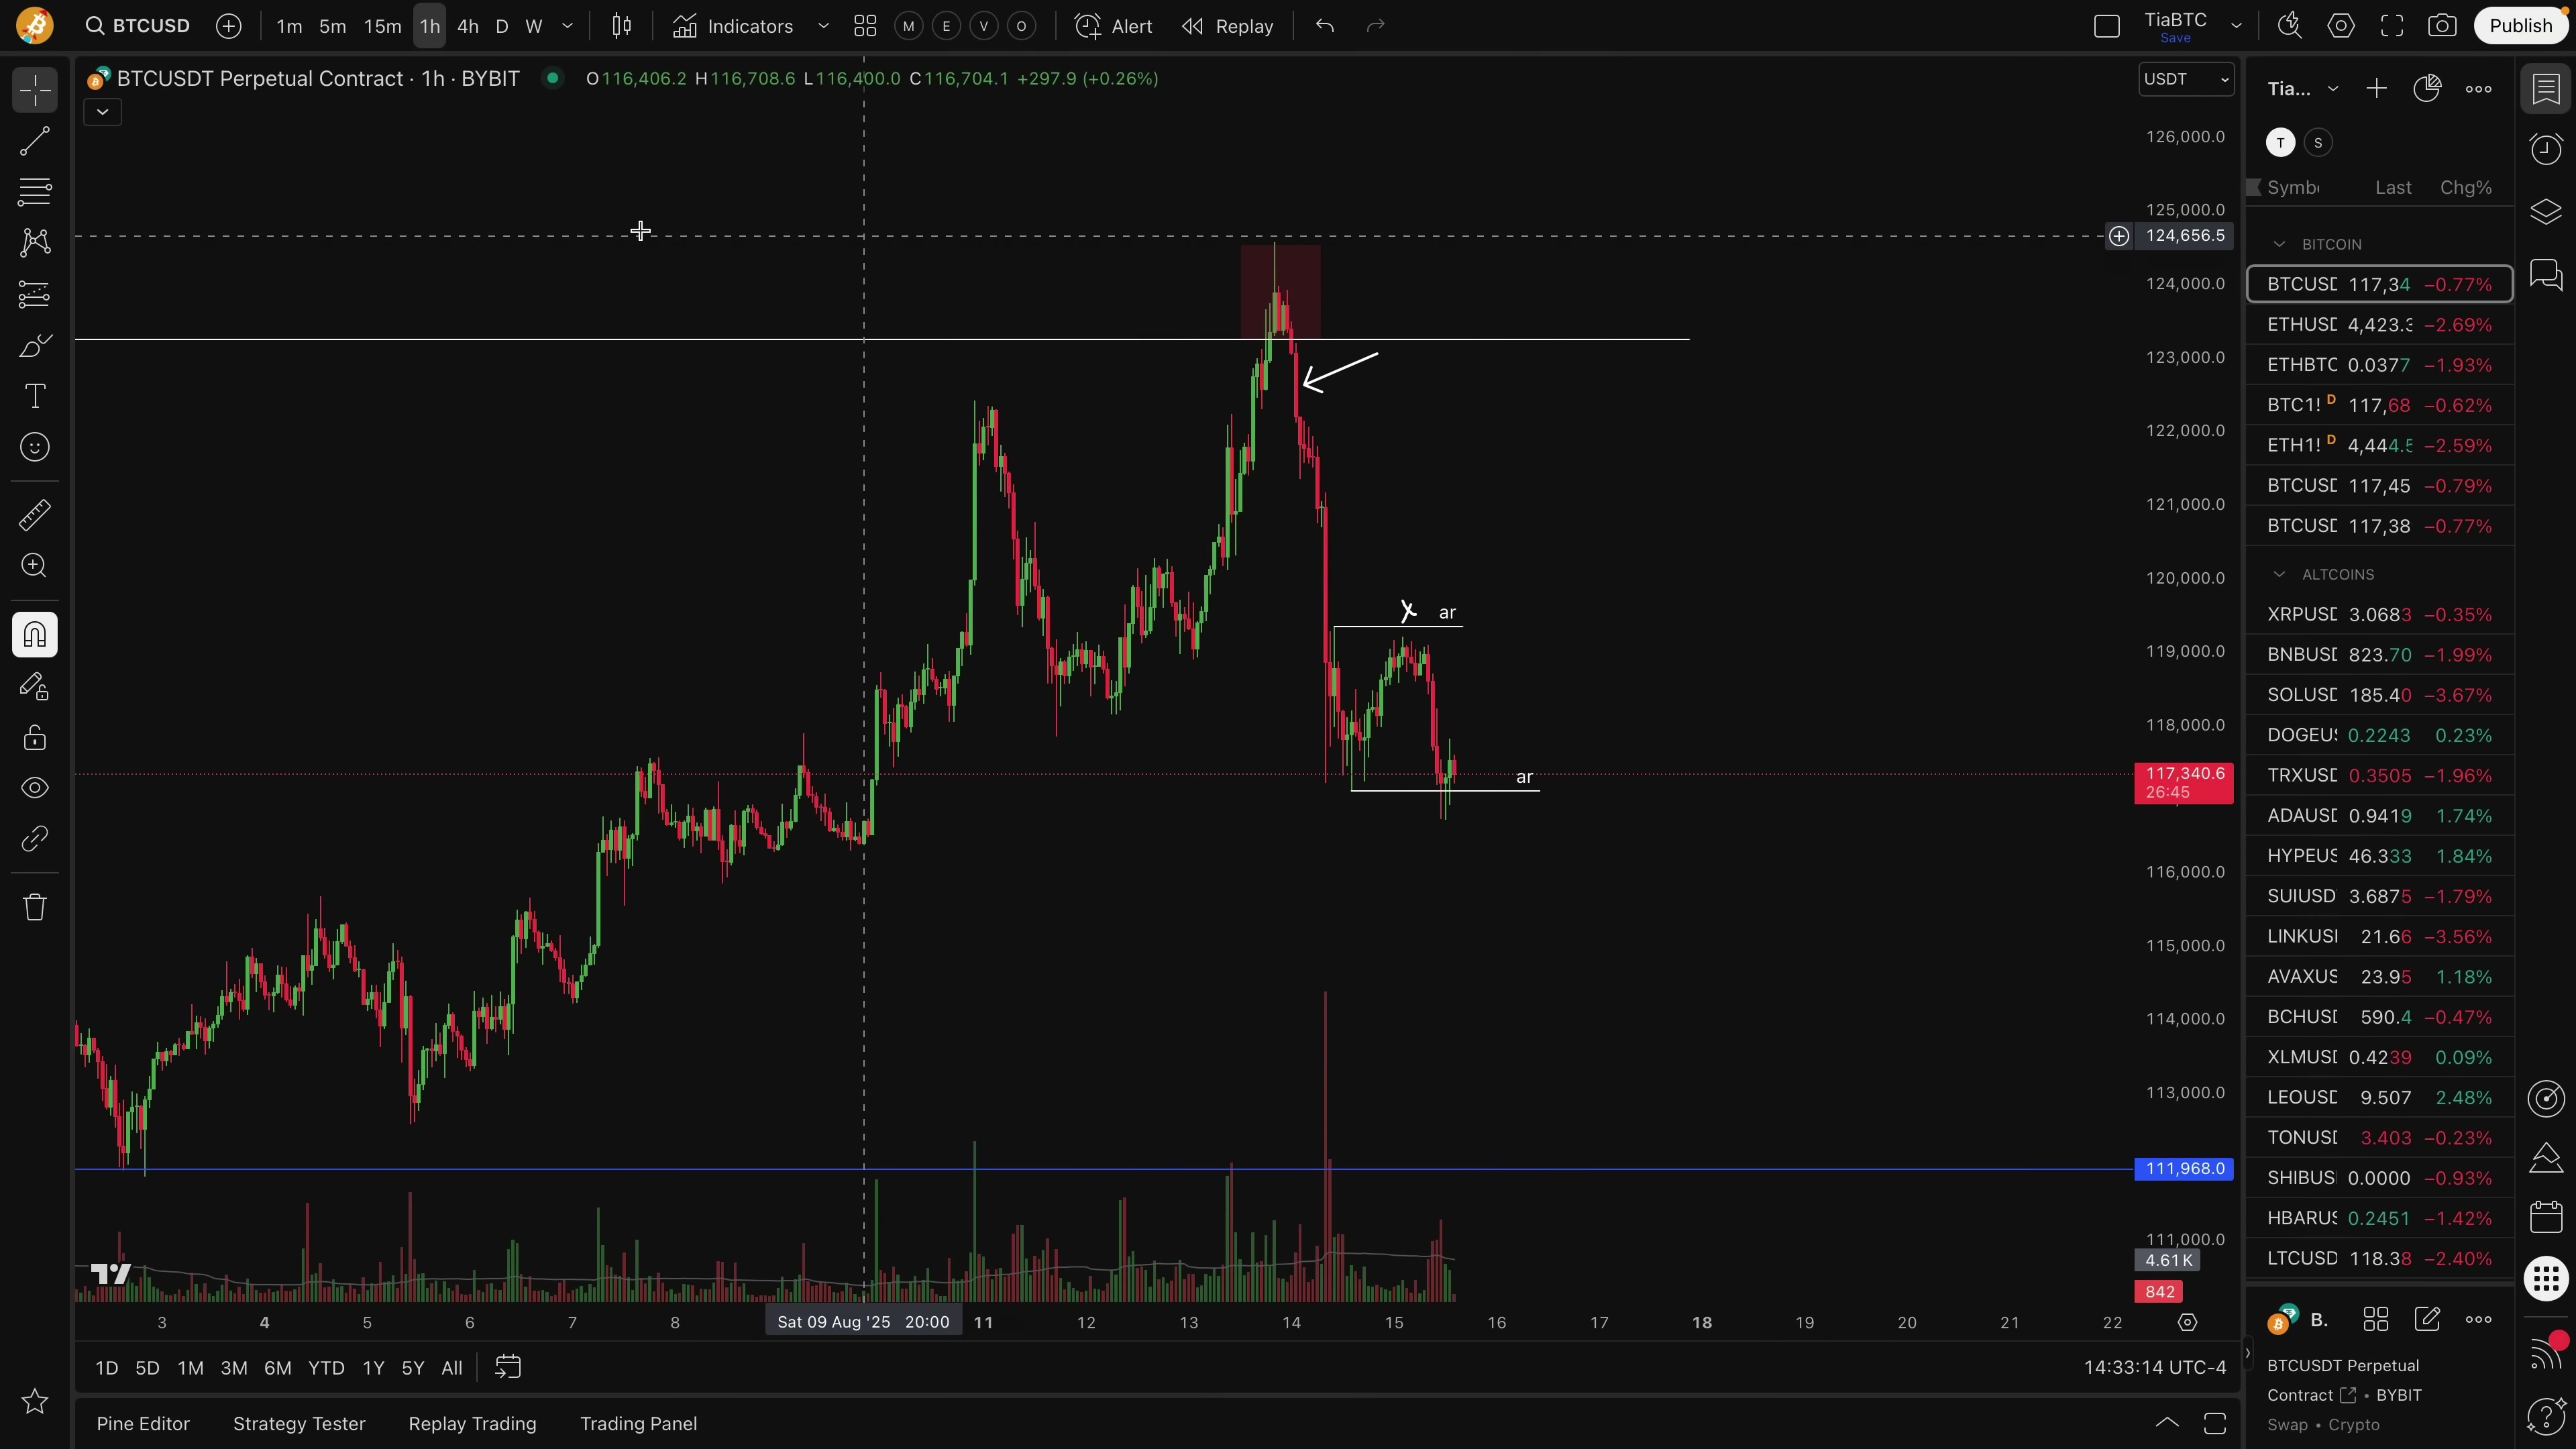 BTCUSD 1m 5m 15m 1h 4h D W Indicators M E V O Alert Replay TiaBTC Save Publish
BTCUSDT Perpetual Contract · 1h · BYBIT O116,406.2 H116,708.6 L116,400.0 C116,704.1 +297.9 (+0.26%)
USDT
126,000.0
125,000.0
124,656.5
124,000.0
123,000.0
122,000.0
121,000.0
120,000.0
119,000.0
118,000.0
117,340.6
26:45
116,000.0
115,000.0
114,000.0
113,000.0
111,968.0
111,000.0
4.61 K
842
ar
ar
3 4 5 6 7 8 Sat 09 Aug '25 20:00 11 12 13 14 15 16 17 18 19 20 21 22
1D 5D 1M 3M 6M YTD 1Y 5Y All 14:33:14 UTC-4
Pine Editor Strategy Tester Replay Trading Trading Panel
Tia...
T S
Symb Last Chg%
BITCOIN
BTCUSD 117,34 −0.77%
ETHUSD 4,423.3 −2.69%
ETHBTC 0.0377 −1.93%
BTC1! D 117,68 −0.62%
ETH1! D 4,444.5 −2.59%
BTCUSD 117,45 −0.79%
BTCUSD 117,38 −0.77%
ALTCOINS
XRPUSD 3.0683 −0.35%
BNBUSD 823.70 −1.99%
SOLUSD 185.40 −3.67%
DOGEUS 0.2243 0.23%
TRXUSD 0.3505 −1.96%
ADAUSD 0.9419 1.74%
HYPEUS 46.333 1.84%
SUIUSD 3.6875 −1.79%
LINKUSD 21.66 −3.56%
AVAXUS 23.95 1.18%
BCHUSD 590.4 −0.47%
XLMUSD 0.4239 0.09%
LEOUSD 9.507 2.48%
TONUSD 3.403 −0.23%
SHIBUS 0.0000 −0.93%
HBARUS 0.2451 −1.42%
LTCUSD 118.38 −2.40%
B.
BTCUSDT Perpetual
Contract • BYBIT
Swap • Crypto